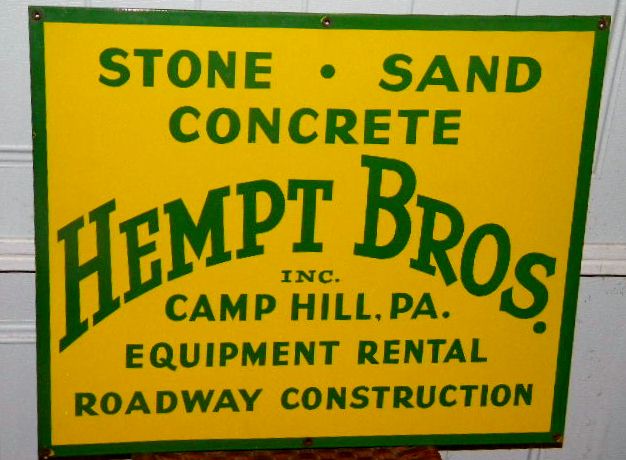 STONE • SAND
CONCRETE
HEMPT BROS.
INC.
CAMP HILL, PA.
EQUIPMENT RENTAL
ROADWAY CONSTRUCTION